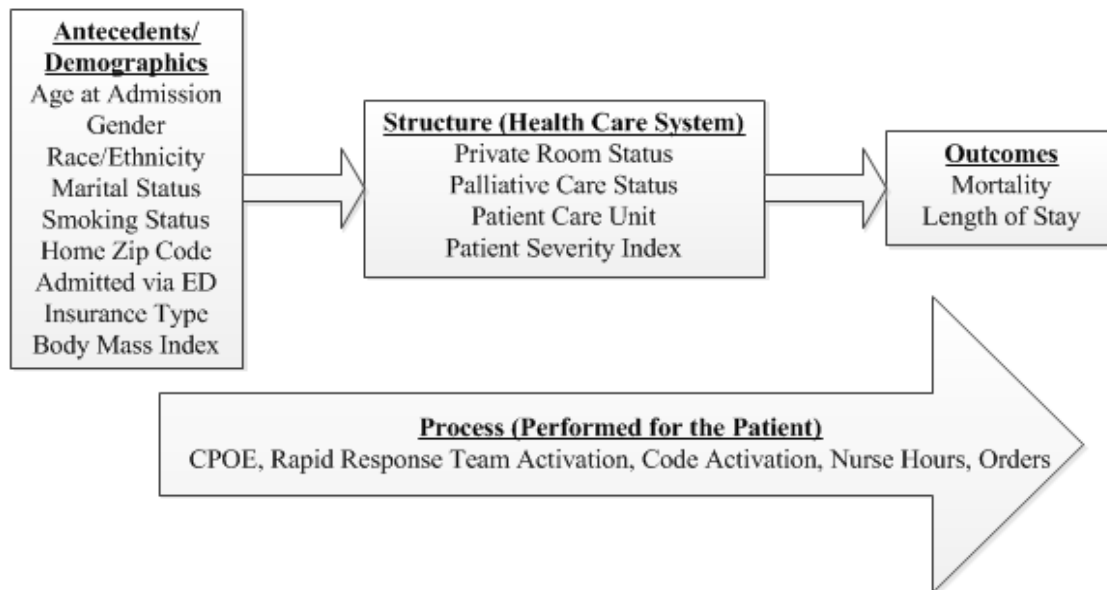 Antecedents/
Demographics
Age at Admission
Gender
Race/Ethnicity
Marital Status
Smoking Status
Home Zip Code
Admitted via ED
Insurance Type
Body Mass Index
Structure (Health Care System)
Private Room Status
Palliative Care Status
Patient Care Unit
Patient Severity Index
Outcomes
Mortality
Length of Stay
Process (Performed for the Patient)
CPOE, Rapid Response Team Activation, Code Activation, Nurse Hours, Orders